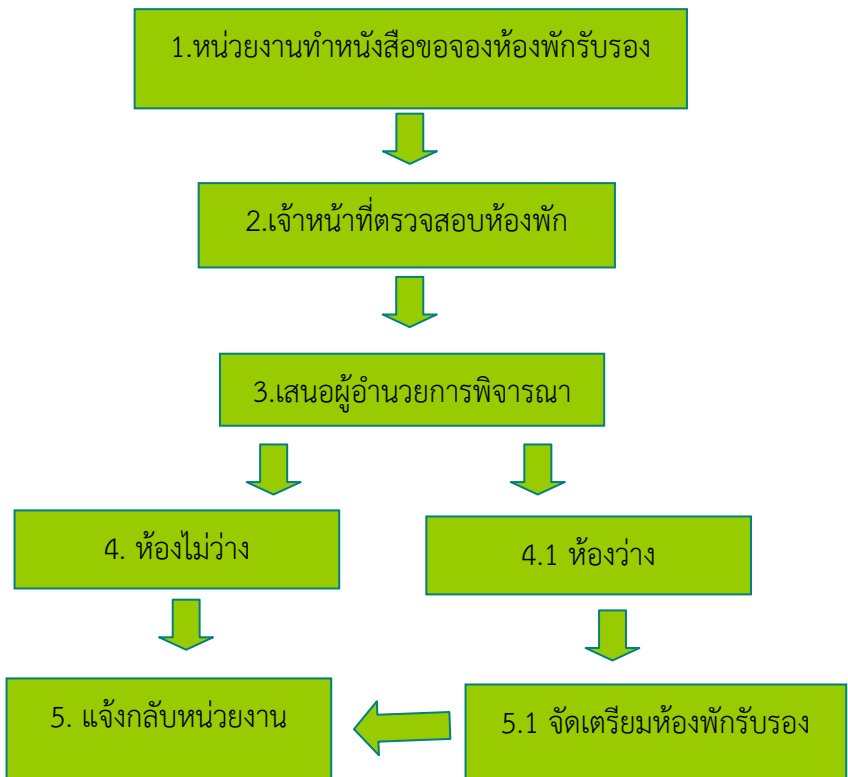 1.หน่วยงานทำหนังสือขอจองห้องพักรับรอง
2.เจ้าหน้าที่ตรวจสอบห้องพัก
3.เสนอผู้อำนวยการพิจารณา
4. ห้องไม่ว่าง
4.1 ห้องว่าง
5. แจ้งกลับหน่วยงาน
5.1 จัดเตรียมห้องพักรับรอง